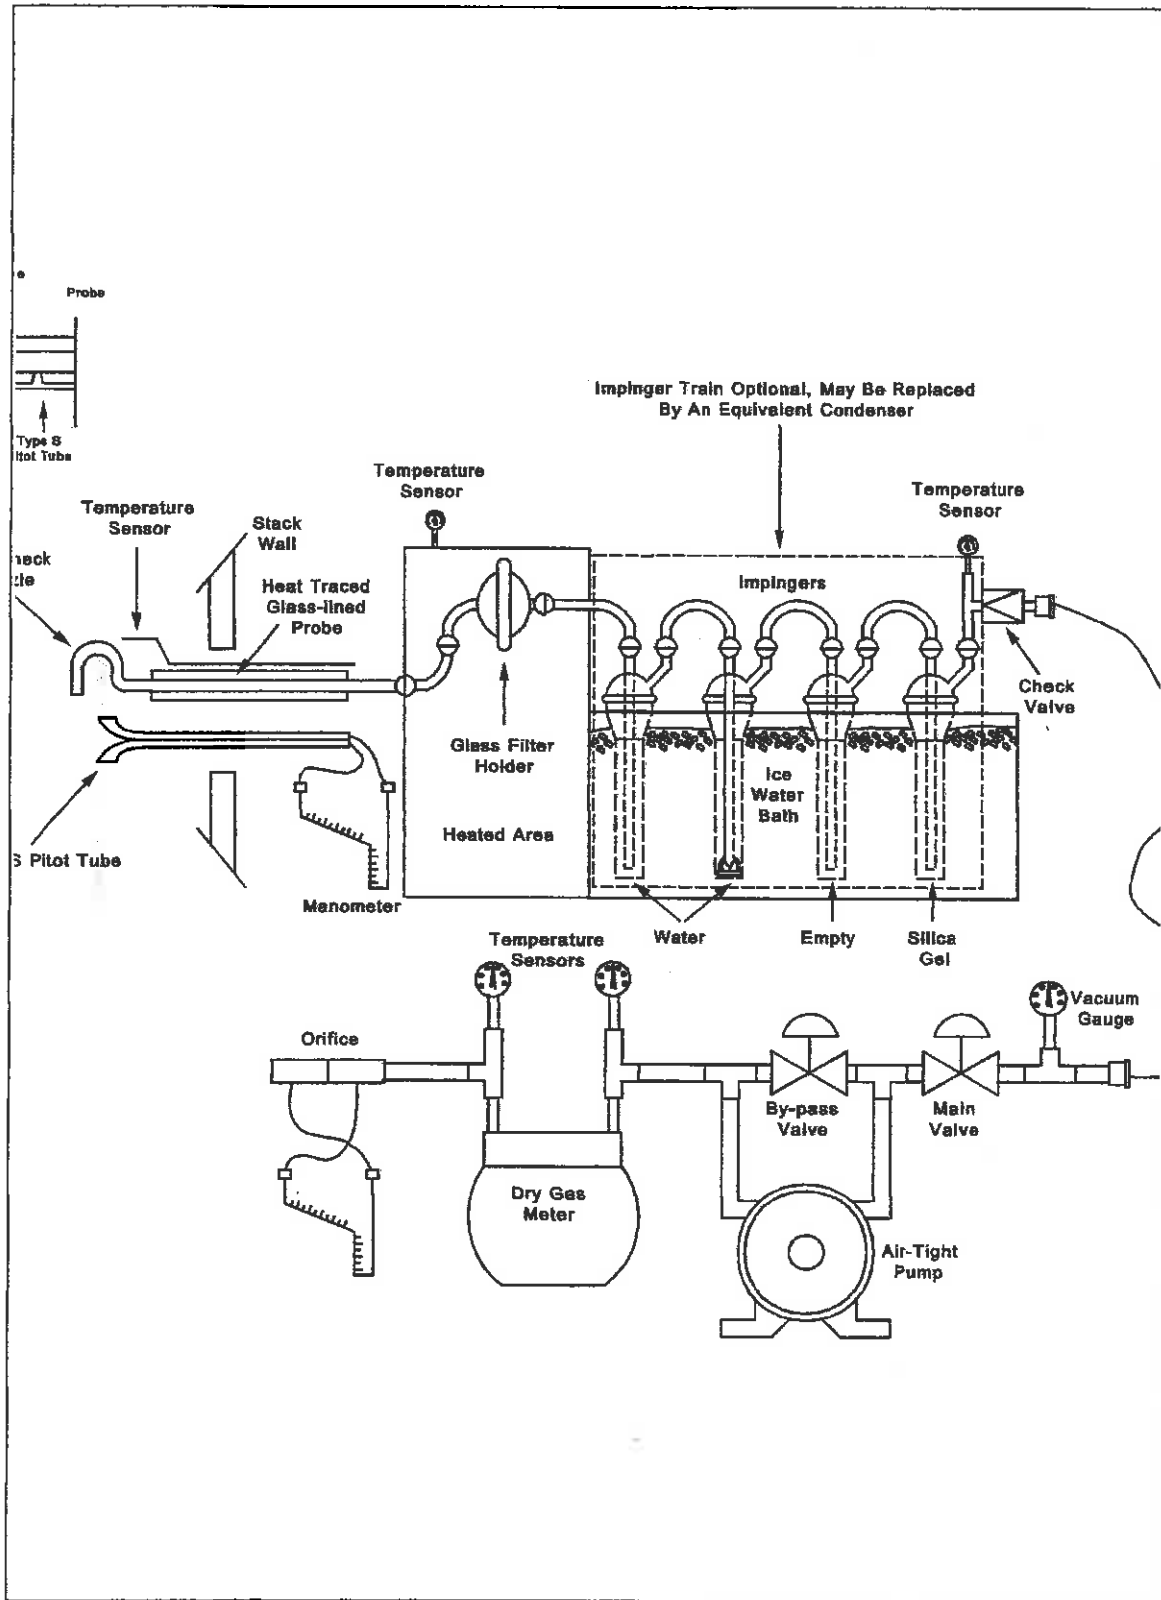 Probe
Type S
itot Tube
Impinger Train Optional, May Be Replaced
By An Equivalent Condenser
Temperature
Sensor
Temperature
Sensor
Temperature
Sensor
Stack
Wall
Heat Traced
Glass-lined
Probe
Impingers
Check
Valve
Glass Filter
Holder
Ice
Water
Bath
Heated Area
S Pitot Tube
Manometer
Water
Empty
Silica
Gel
Temperature
Sensors
Vacuum
Gauge
Orifice
By-pass
Valve
Main
Valve
Dry Gas
Meter
Air-Tight
Pump